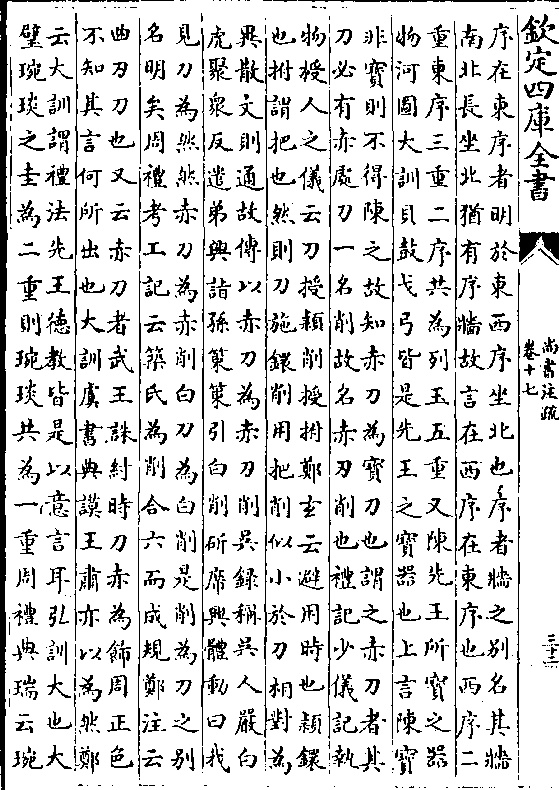 欽定四庫全書
尚書注疏
卷十七
三十二
序在東序者明於東西序坐北也序者牆之別名其牆
南北長坐北猶有序牆故言在西序在東序也西序二
重東序三重二序共為列玉五重又陳先王所寶之器
物河圖大訓貝鼓戈弓皆是先王之寶器也上言陳寶
非寶則不得陳之故知赤刀為寶刀也謂之赤刀者其
刀必有赤處刀一名削故名赤刃削也禮記少儀記執
物授人之儀云刀授穎削授拊鄭玄云避用時也穎鐶
也拊謂把也然則刀施鐶削用把削似小於刀相對為
異散文則通故傳以赤刀為赤刃削吳錄稱吳人嚴白
虎聚衆反遣弟興詣孫策策引白削斫席興體動曰我
見刀為然然赤刀為赤削白刀為白削是削為刀之別
名明矣周禮考工記云築氏為削合六而成規鄭注云
曲刃刀也又云赤刀者武王誅紂時刀赤為飾周正色
不知其言何所出也大訓虞書典謨王肅亦以為然鄭
云大訓謂禮法先王德教皆是以意言耳弘訓大也大
璧琬琰之圭為二重則琬琰共為一重周禮典瑞云琬